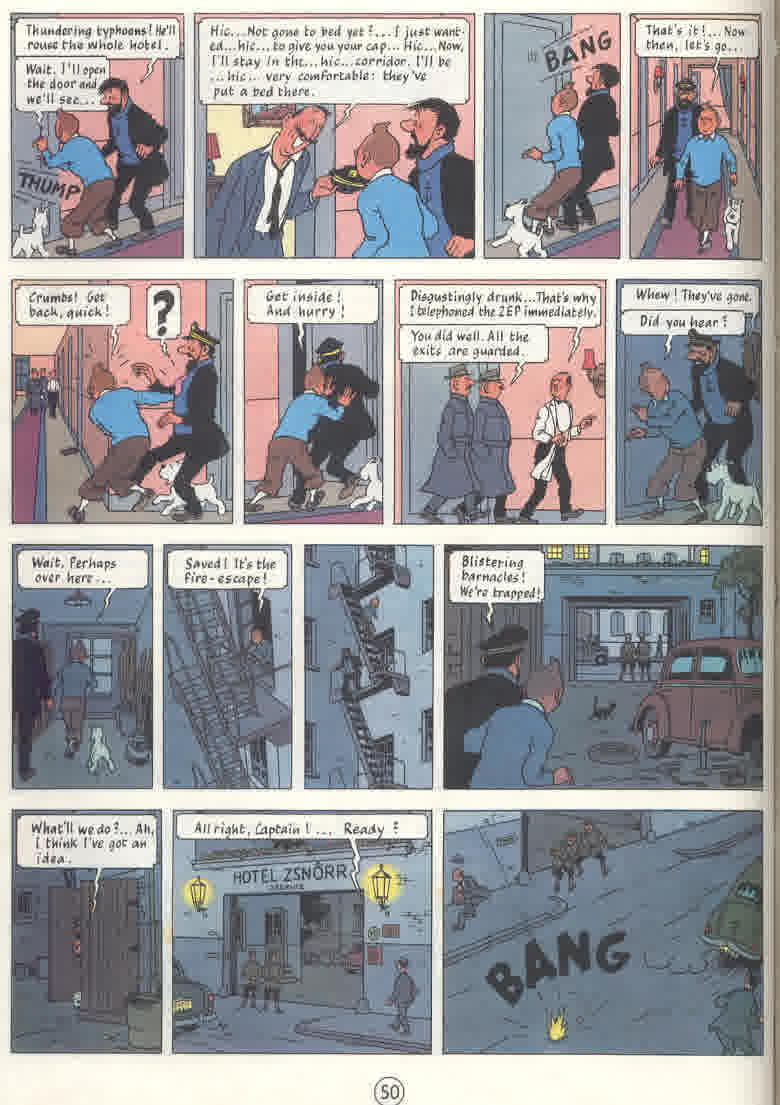 Thundering typhoons! He'll
rouse the whole hotel.
Wait. I'll open
the door and
we'll see...
THUMP
Hic...Not gone to bed yet?.... I just want-
ed...hic... to give you your cap... Hic... Now,
I'll stay in the... hic... corridor. I'll be
...hic... very comfortable: they've
put a bed there.
BANG
That's it!... Now
then, let's go...
Crumbs! Get
back, quick!
?
Get inside!
And hurry!
Disgustingly drunk...That's why
I telephoned the ZEP immediately.
You did well. All the
exits are guarded.
Whew! They've gone.
Did you hear?
Wait. Perhaps
over here...
Saved! It's the
fire-escape!
Blistering
barnacles!
We're trapped!
What'll we do?... Ah,
I think I've got an
idea.
All right, Captain!... Ready?
HOTEL ZSNÔRR
BANG
50